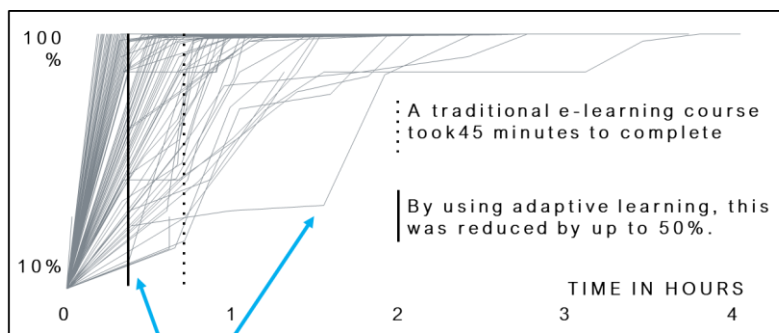 100
%
A traditional e-learning course
took45 minutes to complete
By using adaptive learning, this
was reduced by up to 50%.
10%
TIME IN HOURS
0 1 2 3 4